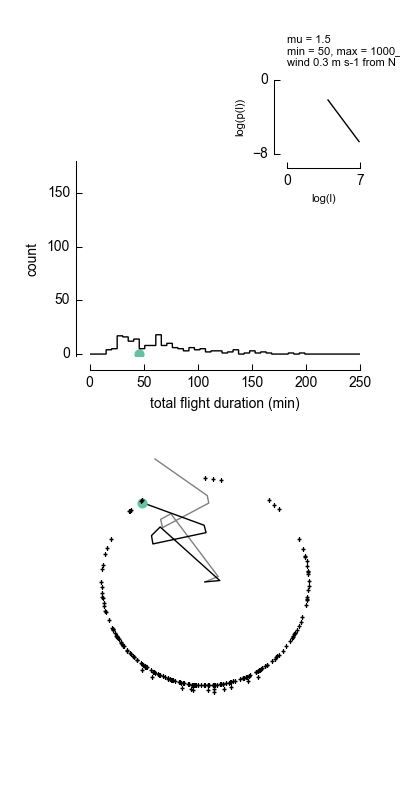 mu = 1.5
min = 50, max = 1000_
wind 0.3 m s-1 from N
0
log(p(l))
−8
0 7
log(l)
150
100
count
50
0
0 50 100 150 200 250
total flight duration (min)